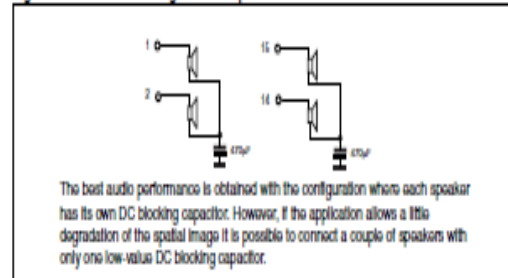 1
15
2
14
470µF
470µF
The best audio performance is obtained with the configuration where each speaker
has its own DC blocking capacitor. However, if the application allows a little
degradation of the spatial image it is possible to connect a couple of speakers with
only one low-value DC blocking capacitor.